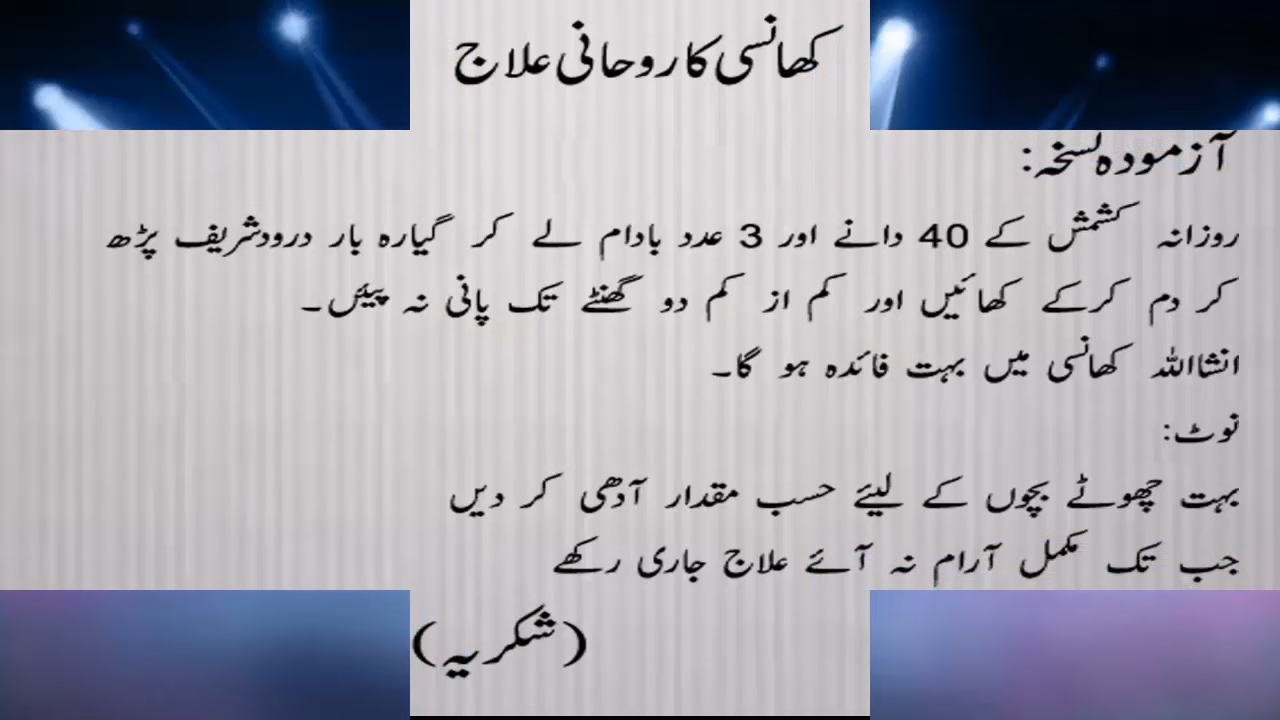 کھانسی کا روحانی علاج
آزمودہ نسخہ:
روزانہ کشمش کے 40 دانے اور 3 عدد بادام لے کر گیارہ بار درودشریف پڑھ
کر دم کرکے کھائیں اور کم از کم دو گھنٹے تک پانی نہ پیئں۔
انشااللہ کھانسی میں بہت فائدہ ہو گا۔
نوٹ:
بہت چھوٹے بچوں کے لیئے حسب مقدار آدھی کر دیں
جب تک مکمل آرام نہ آئے علاج جاری رکھے
(شکریہ)